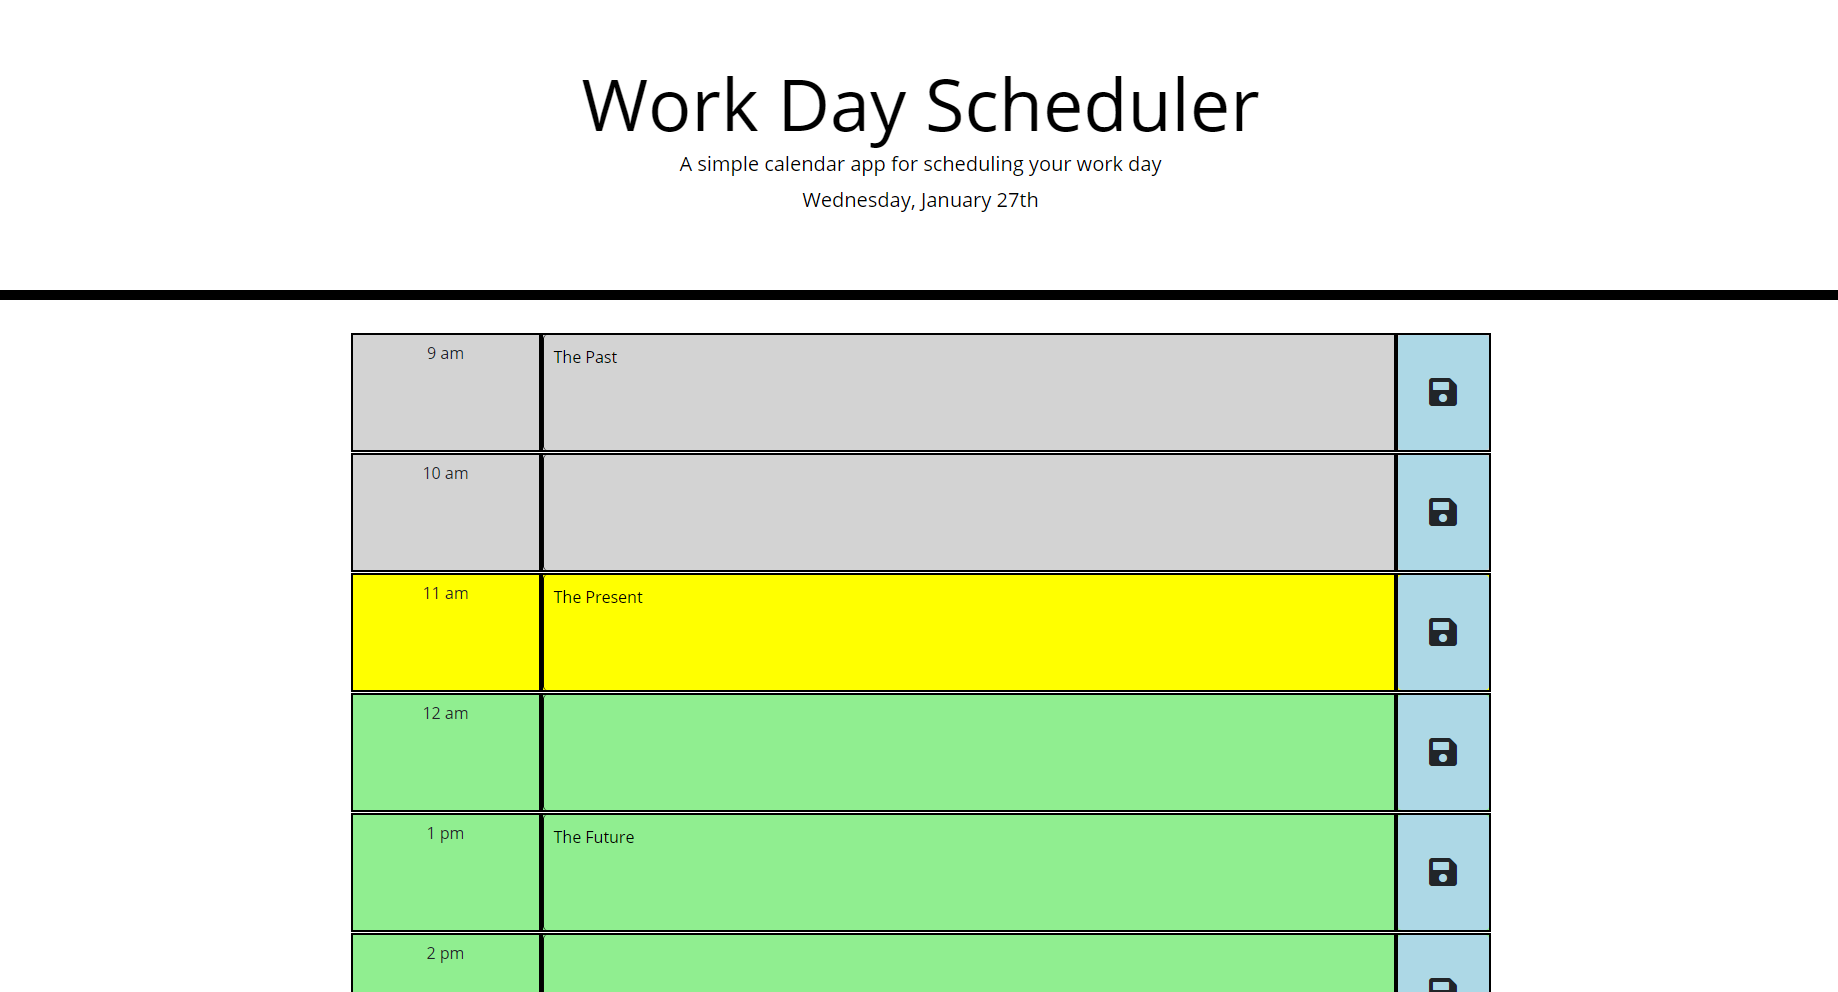 Work Day Scheduler
A simple calendar app for scheduling your work day
Wednesday, January 27th
9 am
The Past
10 am
11 am
The Present
12 am
1 pm
The Future
2 pm